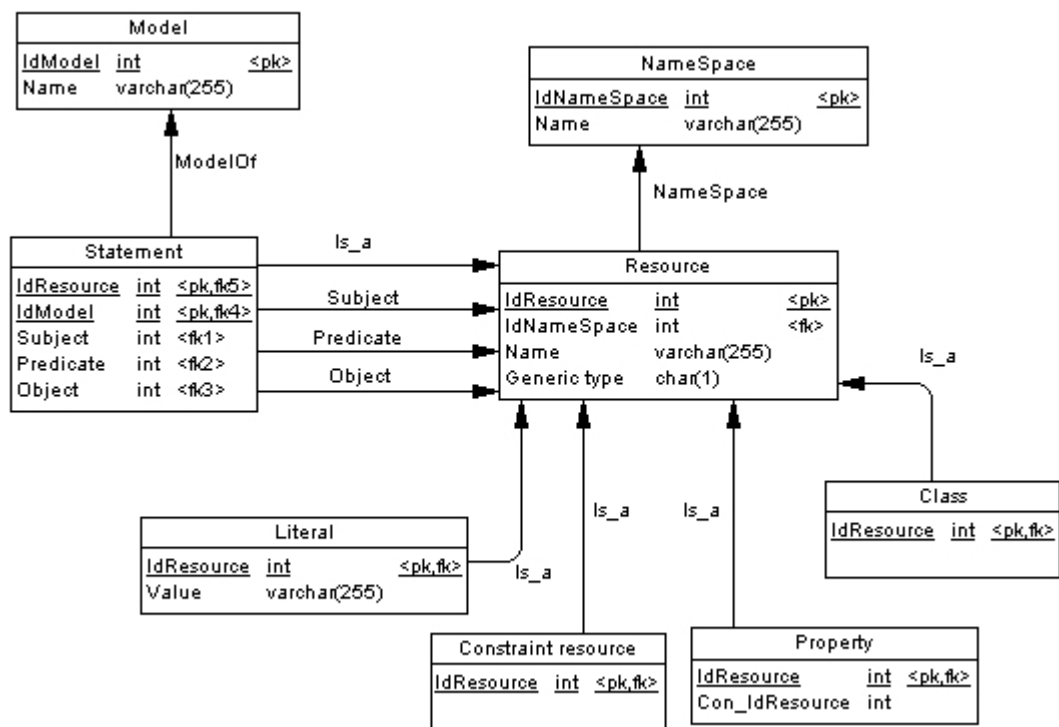 Model
IdModel int <pk>
Name varchar(255)
NameSpace
IdNameSpace int <pk>
Name varchar(255)
ModelOf
NameSpace
Statement
IdResource int <pk,fk5>
IdModel int <pk,fk4>
Subject int <fk1>
Predicate int <fk2>
Object int <fk3>
Is_a
Subject
Predicate
Object
Resource
IdResource int <pk>
IdNameSpace int <fk>
Name varchar(255)
Generic type char(1)
Is_a
Class
IdResource int <pk,fk>
Is_a
Is_a
Literal
IdResource int <pk,fk>
Value varchar(255)
Is_a
Constraint resource
IdResource int <pk,fk>
Property
IdResource int <pk,fk>
Con_IdResource int